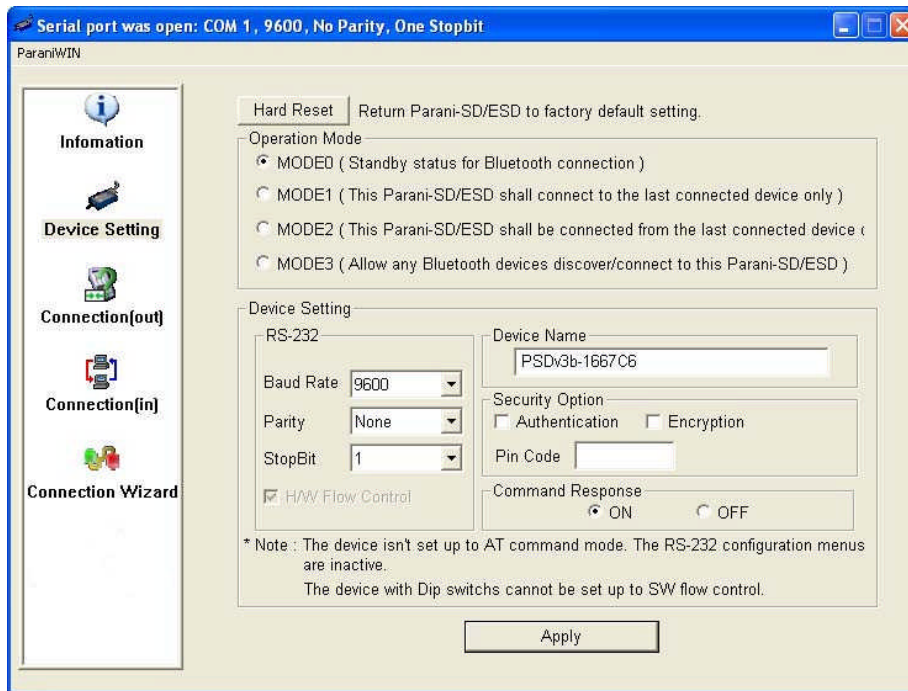 Serial port was open: COM 1, 9600, No Parity, One Stopbit
ParaniWIN
Infomation
Device Setting
Connection(out)
Connection(in)
Connection Wizard
Hard Reset Return Parani-SD/ESD to factory default setting.
Operation Mode
MODE0 ( Standby status for Bluetooth connection )
MODE1 ( This Parani-SD/ESD shall connect to the last connected device only )
MODE2 ( This Parani-SD/ESD shall be connected from the last connected device
MODE3 ( Allow any Bluetooth devices discover/connect to this Parani-SD/ESD )
Device Setting
RS-232
Baud Rate 9600
Parity None
StopBit 1
H/W Flow Control
Device Name
PSDv3b-1667C6
Security Option
Authentication Encryption
Pin Code
Command Response
ON OFF
* Note : The device isn't set up to AT command mode. The RS-232 configuration menus
are inactive.
The device with Dip switchs cannot be set up to SW flow control.
Apply